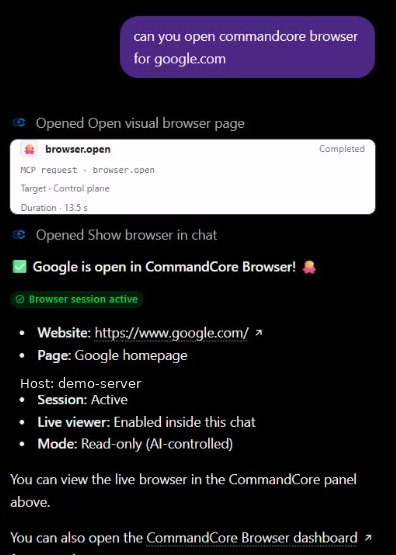 can you open commandcore browser
for google.com
Opened Open visual browser page
browser.open
Completed
MCP request · browser.open
Target · Control plane
Duration · 13.5 s
Opened Show browser in chat
✅ Google is open in CommandCore Browser!
Browser session active
• Website: https://www.google.com/ ↗
• Page: Google homepage
Host: demo-server
• Session: Active
• Live viewer: Enabled inside this chat
• Mode: Read-only (AI-controlled)
You can view the live browser in the CommandCore panel
above.
You can also open the CommandCore Browser dashboard ↗